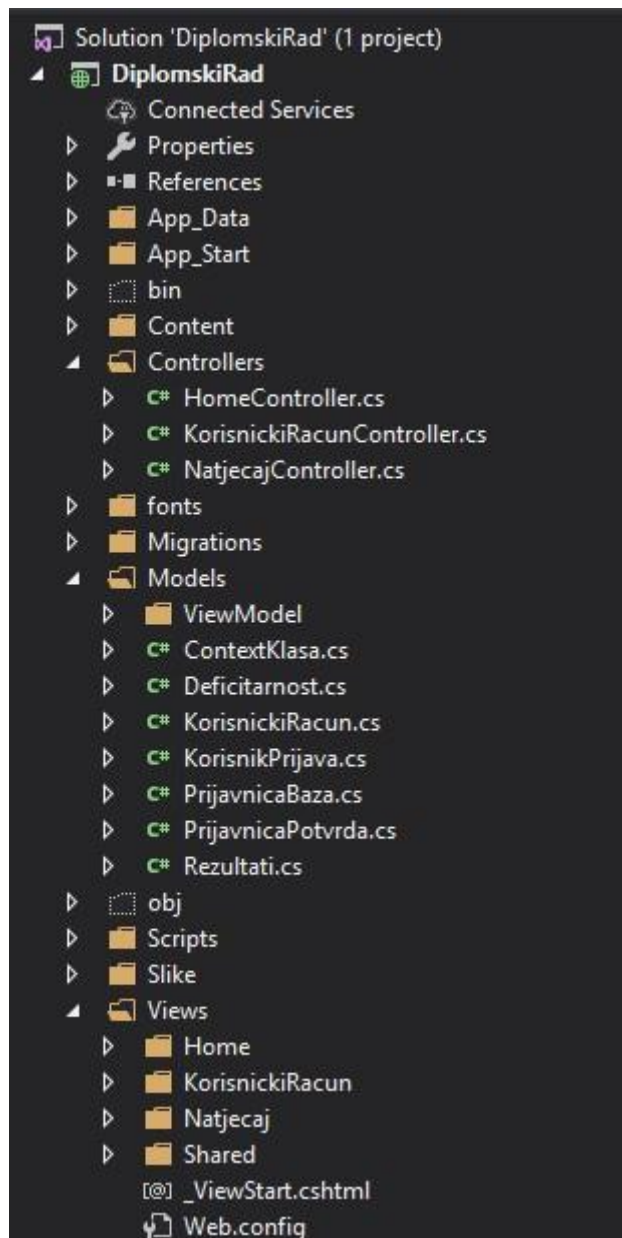 Solution 'DiplomskiRad' (1 project)
DiplomskiRad
Connected Services
Properties
References
App_Data
App_Start
bin
Content
Controllers
C# HomeController.cs
C# KorisnickiRacunController.cs
C# NatjecajController.cs
fonts
Migrations
Models
ViewModel
C# ContextKlasa.cs
C# Deficitarnost.cs
C# KorisnickiRacun.cs
C# KorisnikPrijava.cs
C# PrijavnicaBaza.cs
C# PrijavnicaPotvrda.cs
C# Rezultati.cs
obj
Scripts
Slike
Views
Home
KorisnickiRacun
Natjecaj
Shared
[@] _ViewStart.cshtml
Web.config